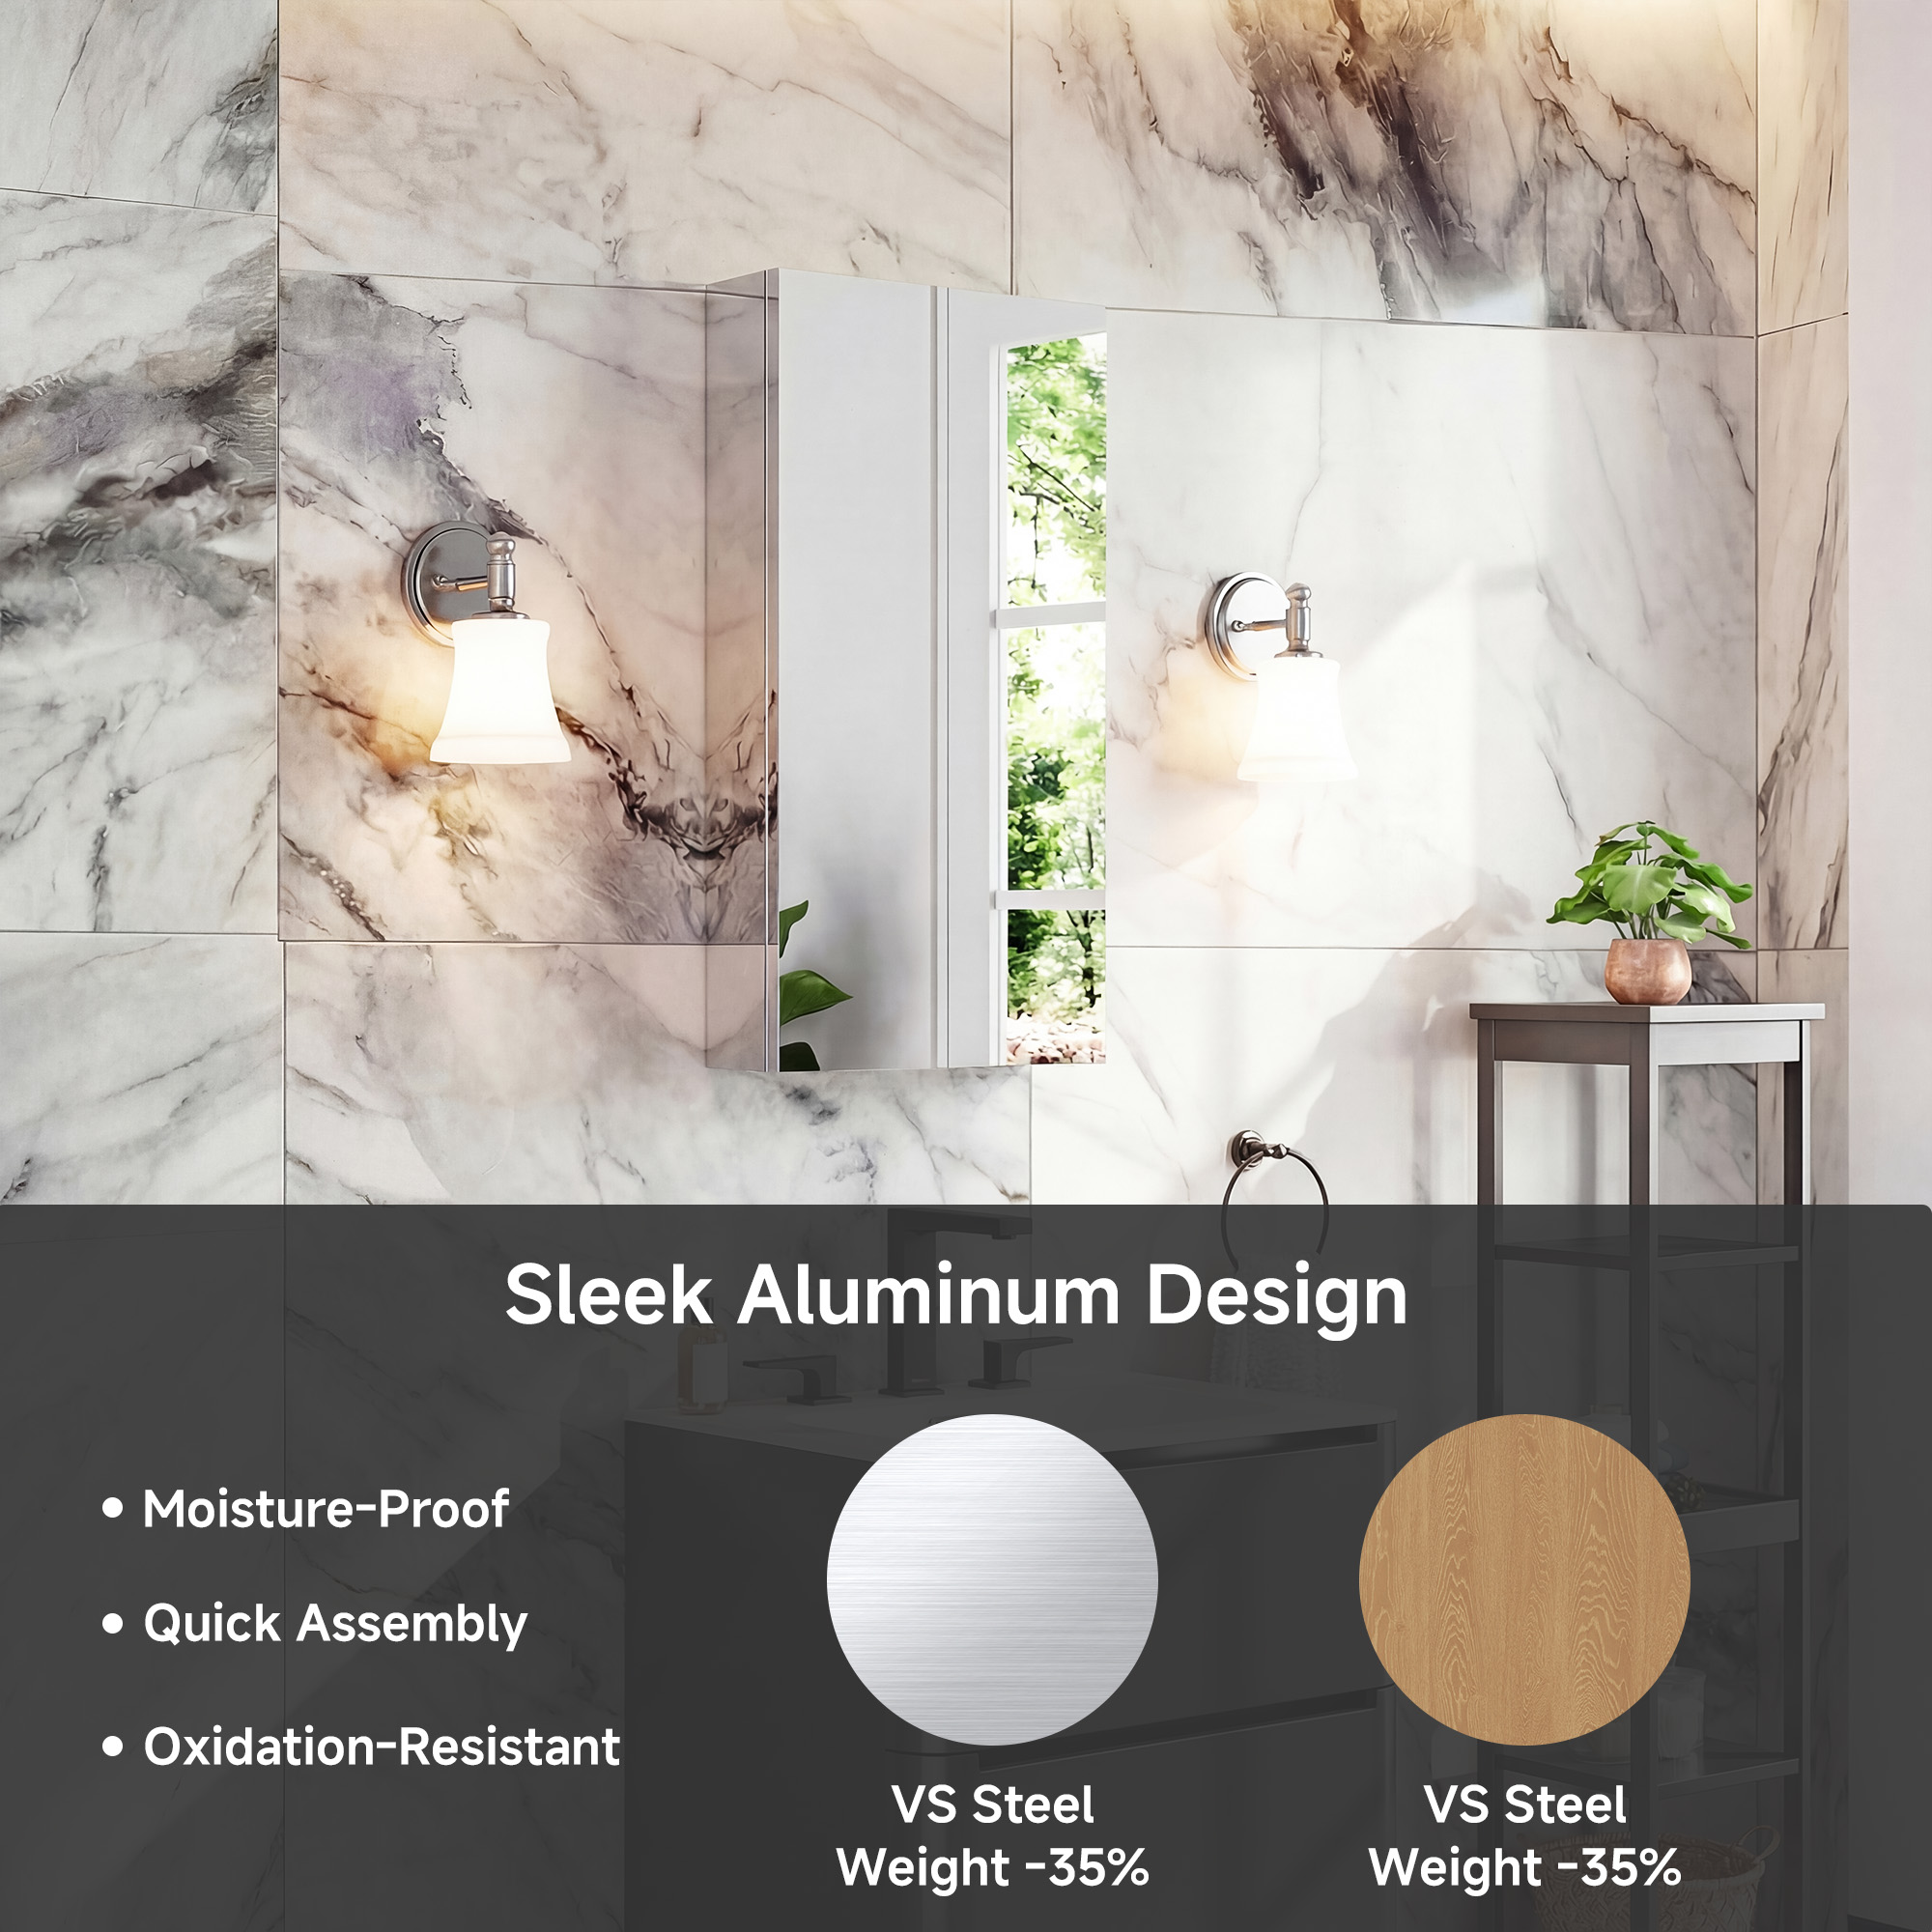 Sleek Aluminum Design
• Moisture-Proof
• Quick Assembly
• Oxidation-Resistant
VS Steel
Weight -35%
VS Steel
Weight -35%